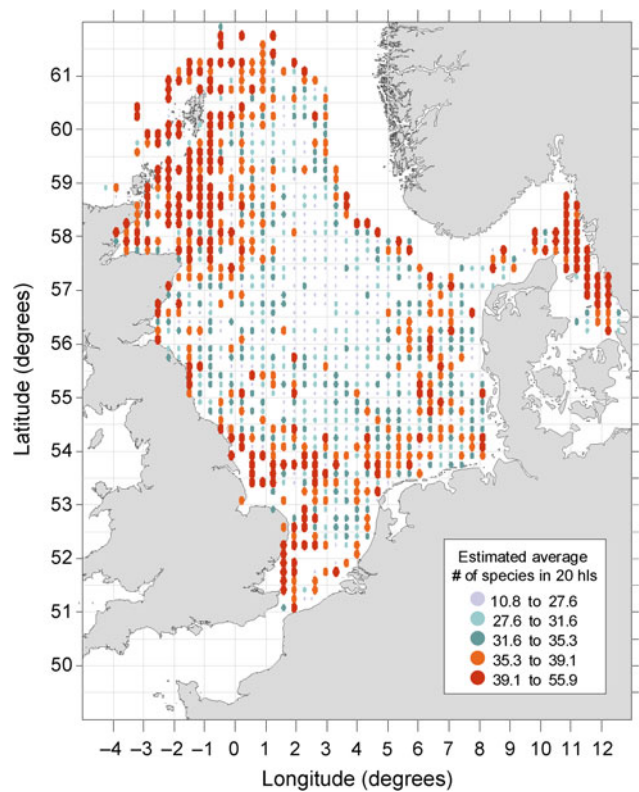 61
60
59
58
57
56
55
54
53
52
51
50
Latitude (degrees)
Estimated average
# of species in 20 hls
10.8 to 27.6
27.6 to 31.6
31.6 to 35.3
35.3 to 39.1
39.1 to 55.9
–4 –3 –2 –1 0 1 2 3 4 5 6 7 8 9 10 11 12
Longitude (degrees)